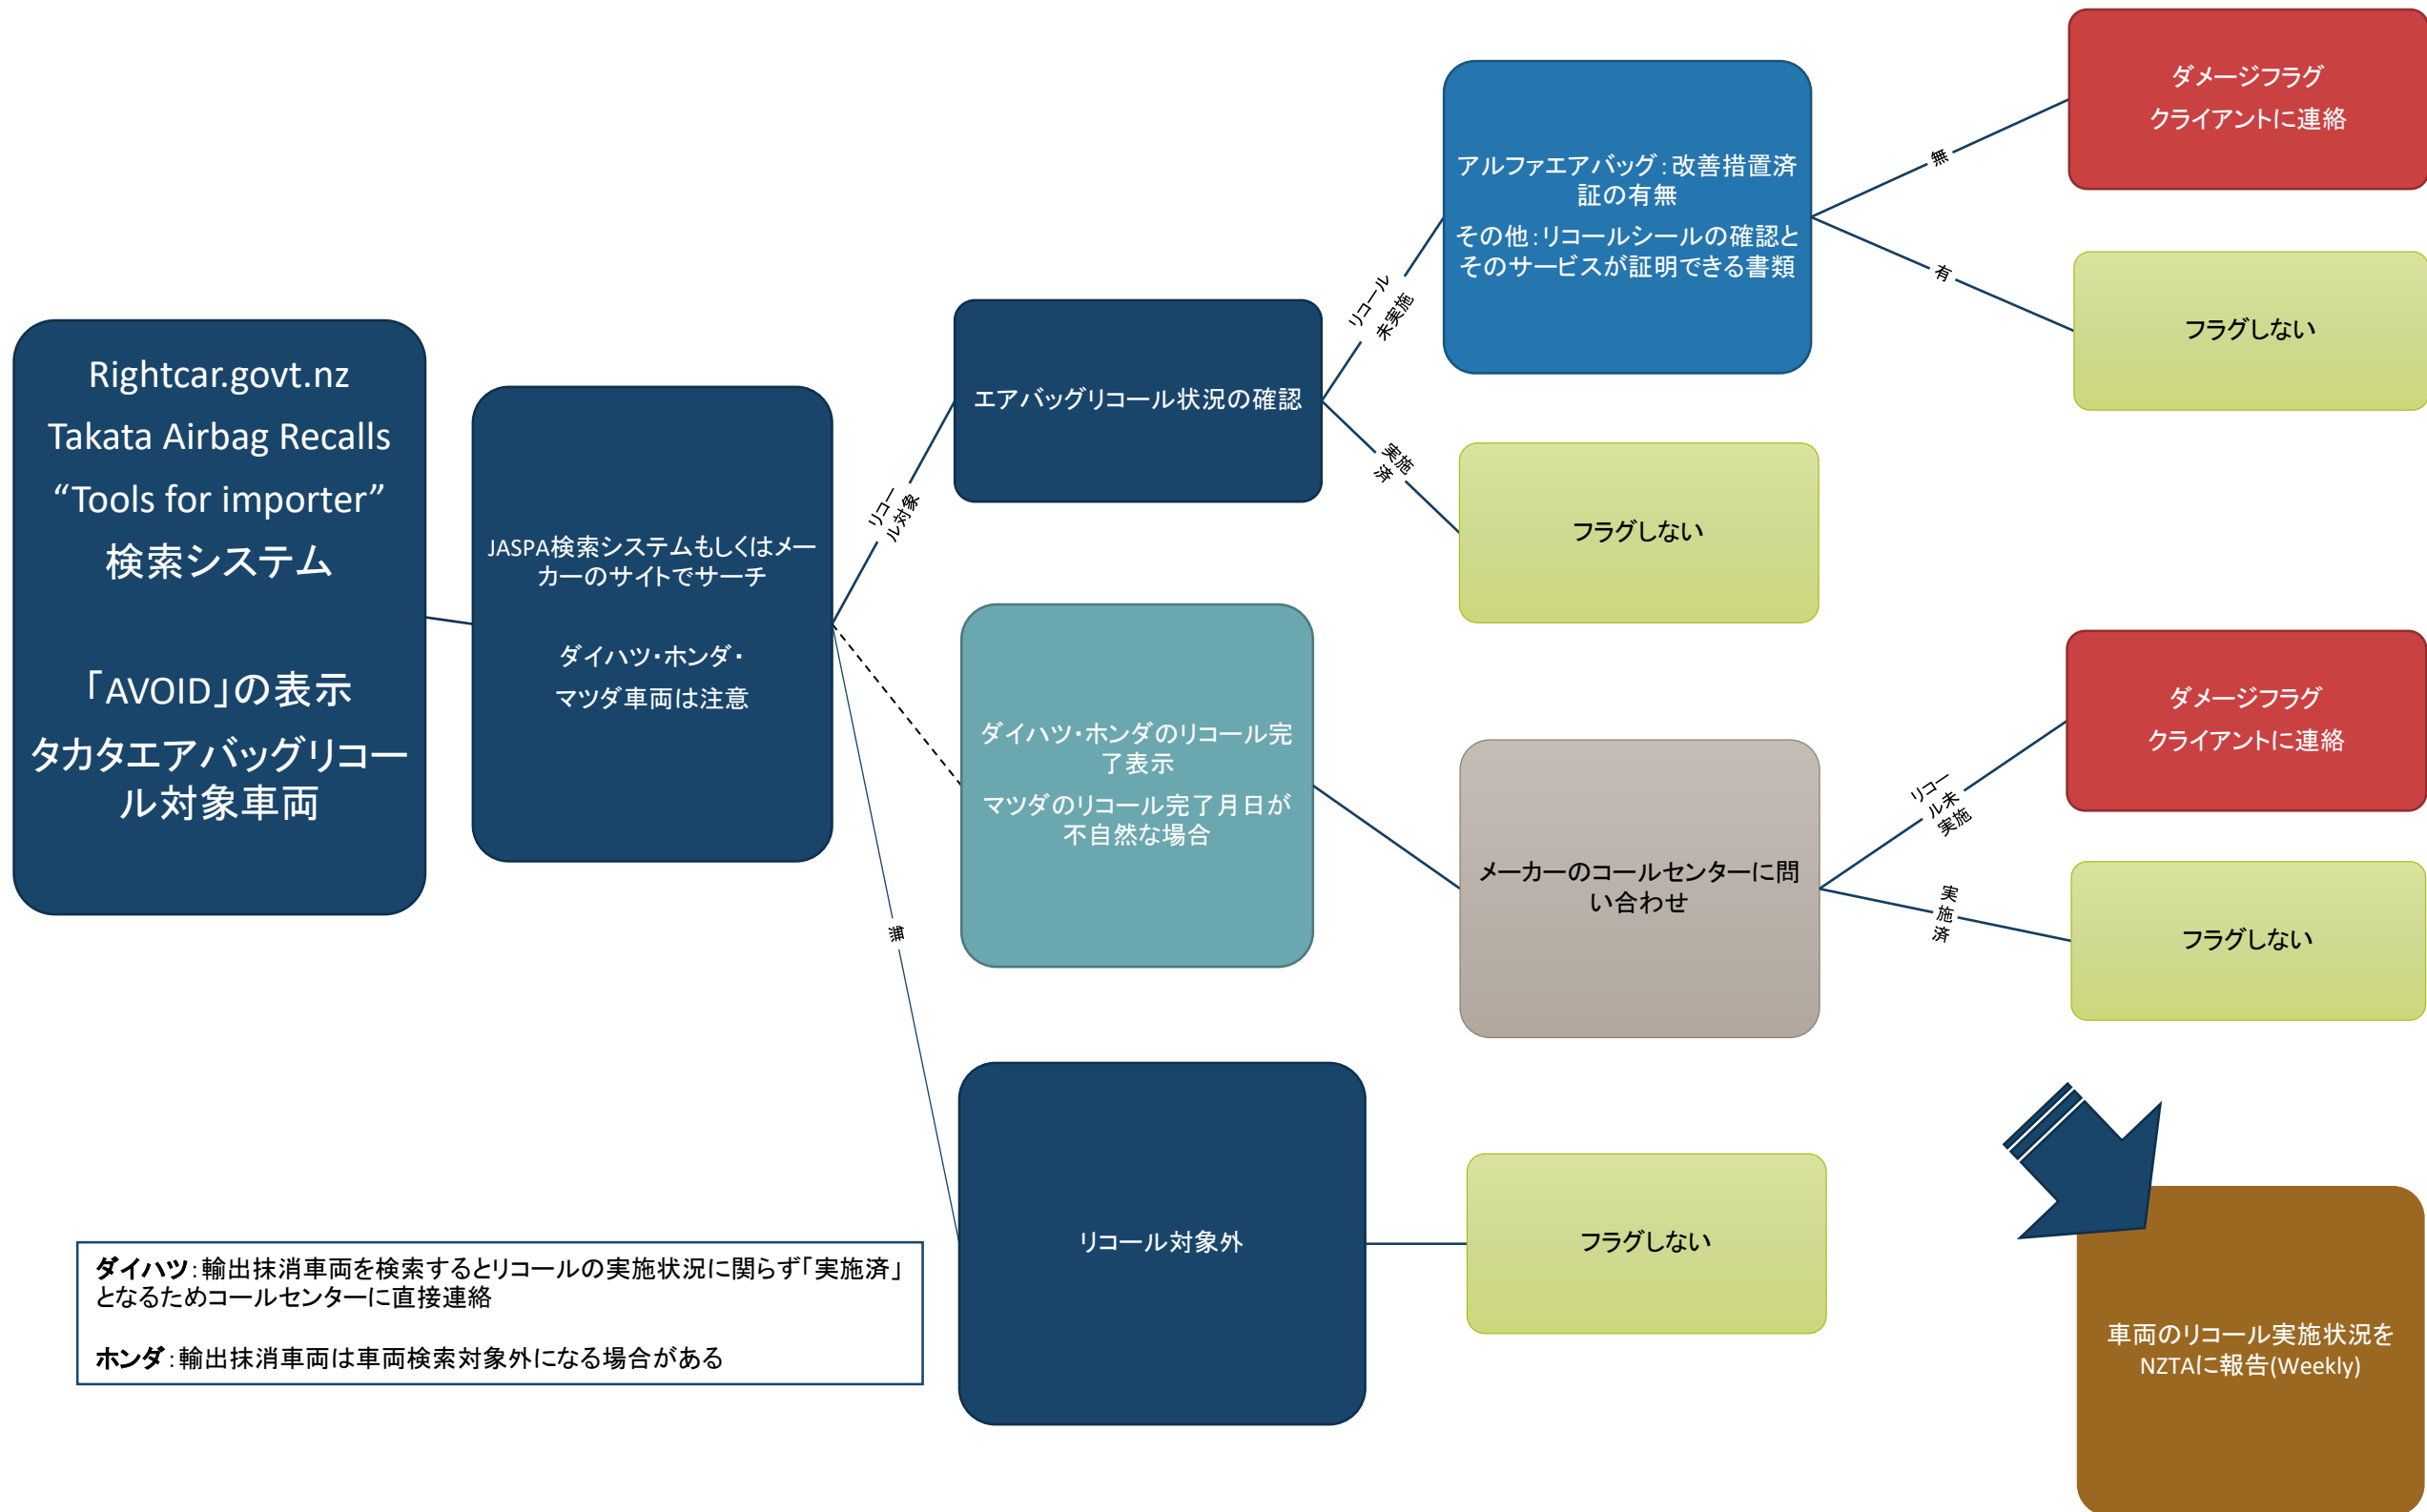 Rightcar.govt.nz
Takata Airbag Recalls
“Tools for importer”
検索システム
「AVOID」の表示
タカタエアバッグリコー
ル対象車両
JASPA検索システムもしくはメー
カーのサイトでサーチ
ダイハツ・ホンダ・
マツダ車両は注意
リコー
ル対象
無
エアバッグリコール状況の確認
リコール
未実施
実施
済
アルファエアバッグ：改善措置済
証の有無
その他：リコールシールの確認と
そのサービスが証明できる書類
無
有
ダメージフラグ
クライアントに連絡
フラグしない
フラグしない
ダイハツ・ホンダのリコール完
了表示
マツダのリコール完了月日が
不自然な場合
メーカーのコールセンターに問
い合わせ
リコー
ル未
実施
実
施
済
ダメージフラグ
クライアントに連絡
フラグしない
リコール対象外
フラグしない
ダイハツ：輸出抹消車両を検索するとリコールの実施状況に関らず「実施済」
となるためコールセンターに直接連絡
ホンダ：輸出抹消車両は車両検索対象外になる場合がある
車両のリコール実施状況を
NZTAに報告(Weekly)